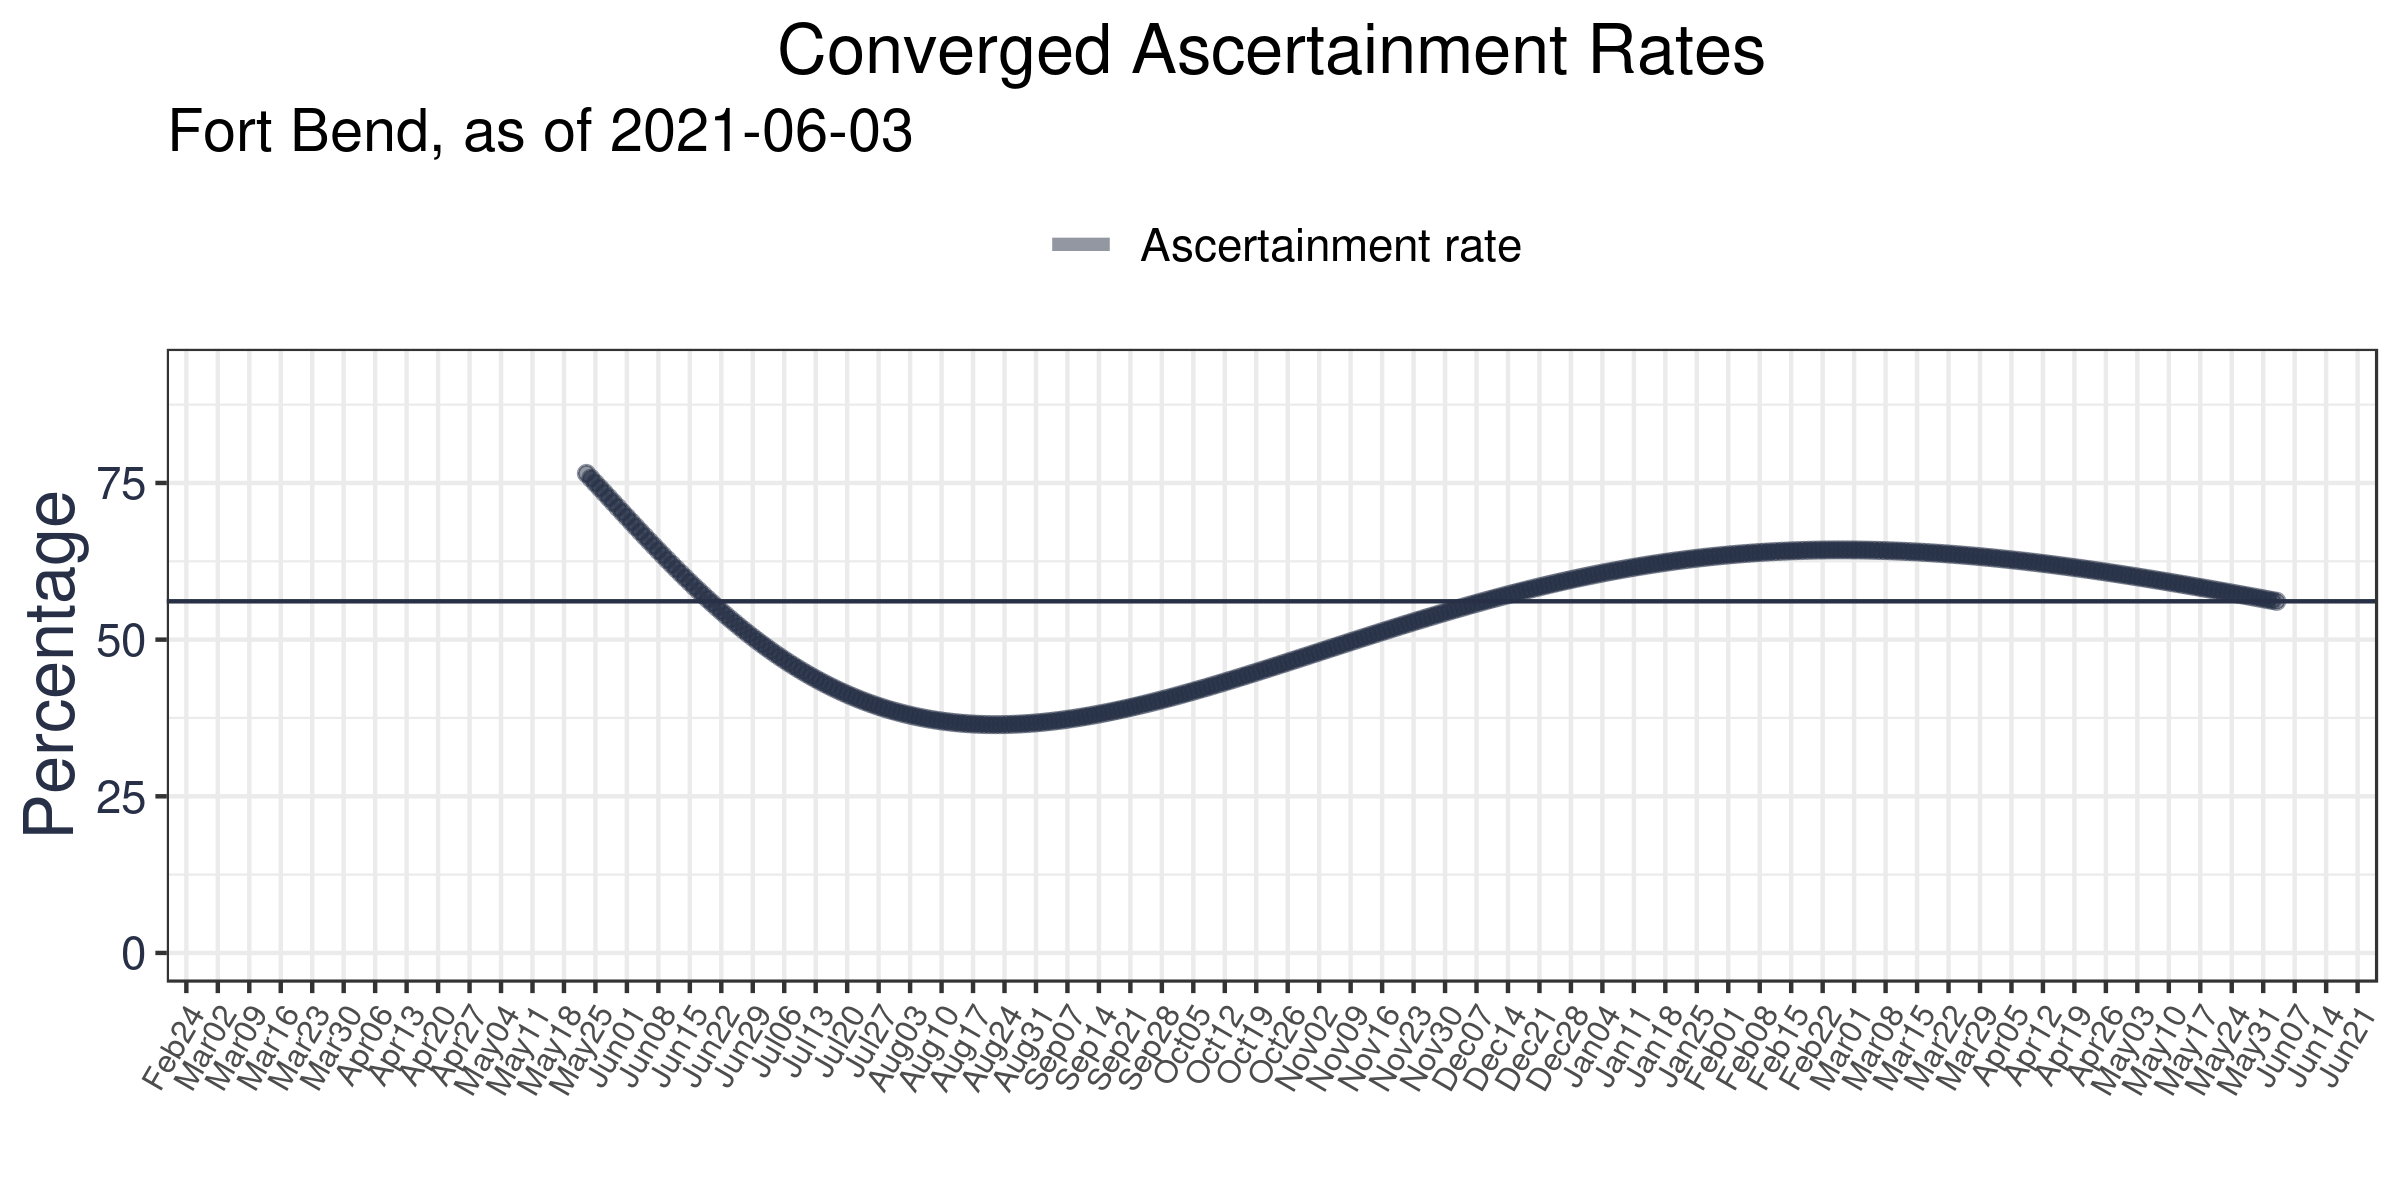 Converged Ascertainment Rates
Fort Bend, as of 2021-06-03
Ascertainment rate
Percentage
75
50
25
0
Feb24
Mar02
Mar09
Mar16
Mar23
Mar30
Apr06
Apr13
Apr20
Apr27
May04
May11
May18
May25
Jun01
Jun08
Jun15
Jun22
Jun29
Jul06
Jul13
Jul20
Jul27
Aug03
Aug10
Aug17
Aug24
Aug31
Sep07
Sep14
Sep21
Sep28
Oct05
Oct12
Oct19
Oct26
Nov02
Nov09
Nov16
Nov23
Nov30
Dec07
Dec14
Dec21
Dec28
Jan04
Jan11
Jan18
Jan25
Feb01
Feb08
Feb15
Feb22
Mar01
Mar08
Mar15
Mar22
Mar29
Apr05
Apr12
Apr19
Apr26
May03
May10
May17
May24
May31
Jun07
Jun14
Jun21